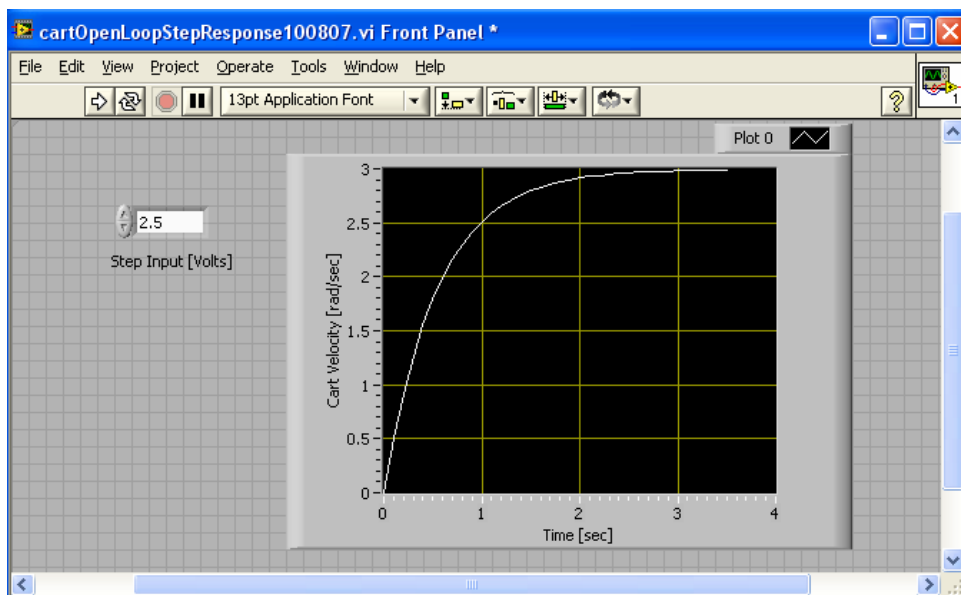 cartOpenLoopStepResponse100807.vi Front Panel *
File Edit View Project Operate Tools Window Help
13pt Application Font
?
1
Plot 0
2.5
Step Input [Volts]
Cart Velocity [rad/sec]
3
2.5
2
1.5
1
0.5
0
0 1 2 3 4
Time [sec]